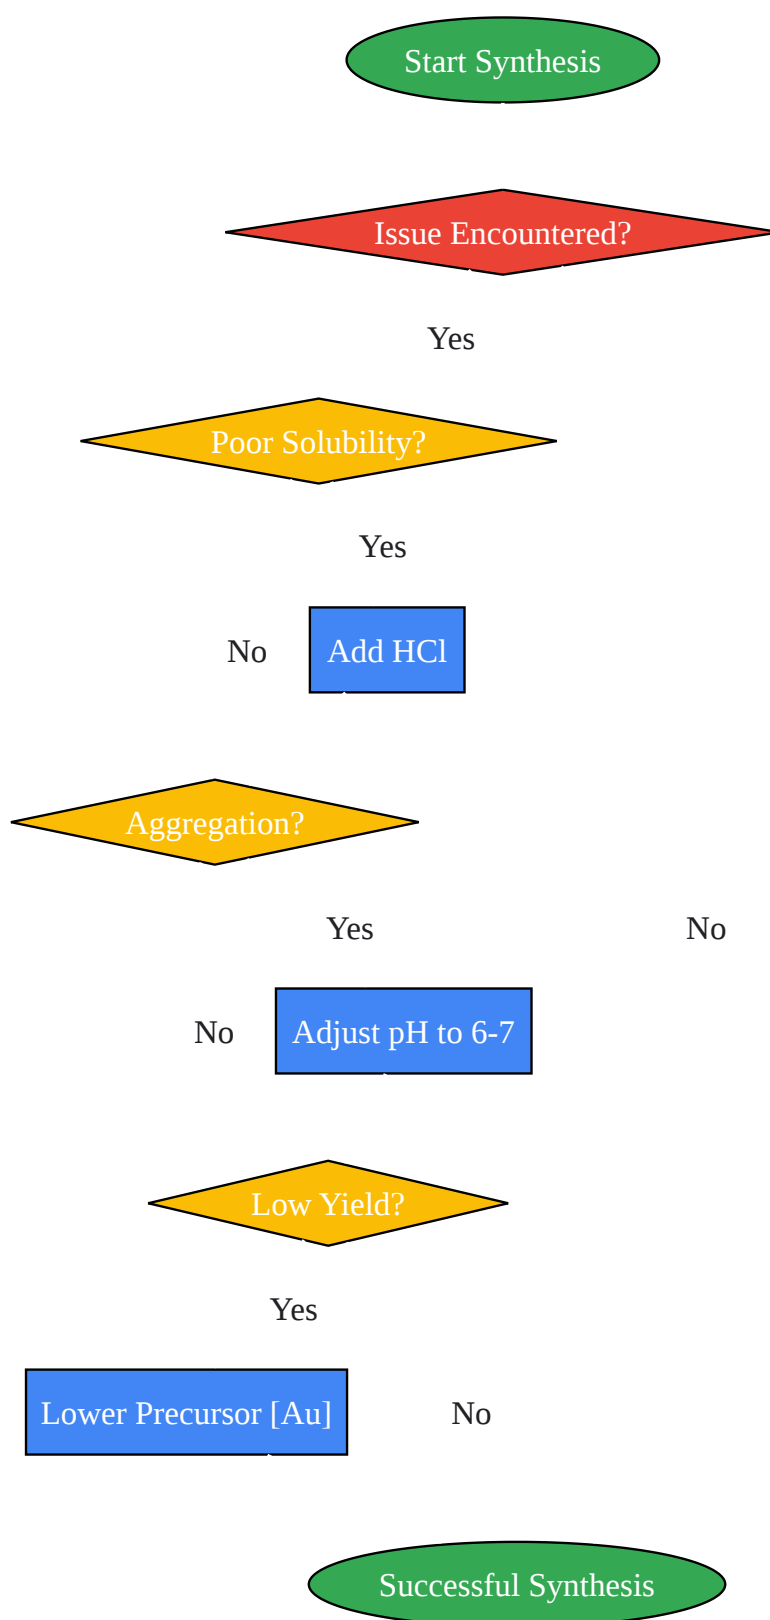 Start Synthesis
Issue Encountered?
Yes
Poor Solubility?
Yes
No
Add HCl
Aggregation?
Yes
No
No
Adjust pH to 6-7
Low Yield?
Yes
Lower Precursor [Au]
No
Successful Synthesis